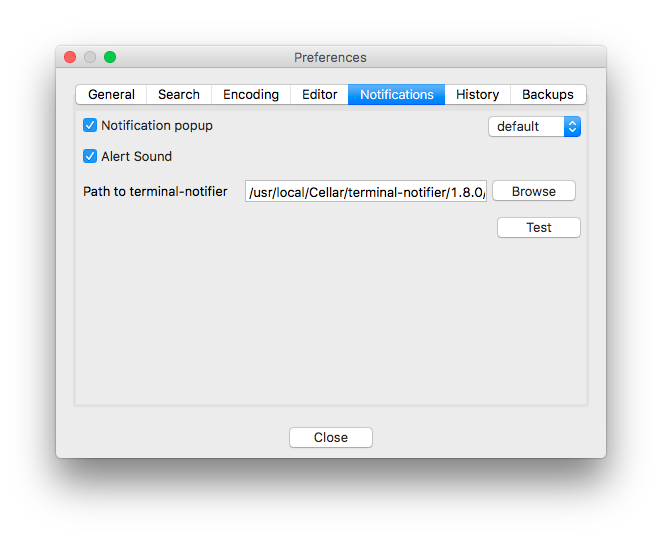 Preferences
General Search Encoding Editor Notifications History Backups
Notification popup default
Alert Sound
Path to terminal-notifier /usr/local/Cellar/terminal-notifier/1.8.0/ Browse
Test
Close